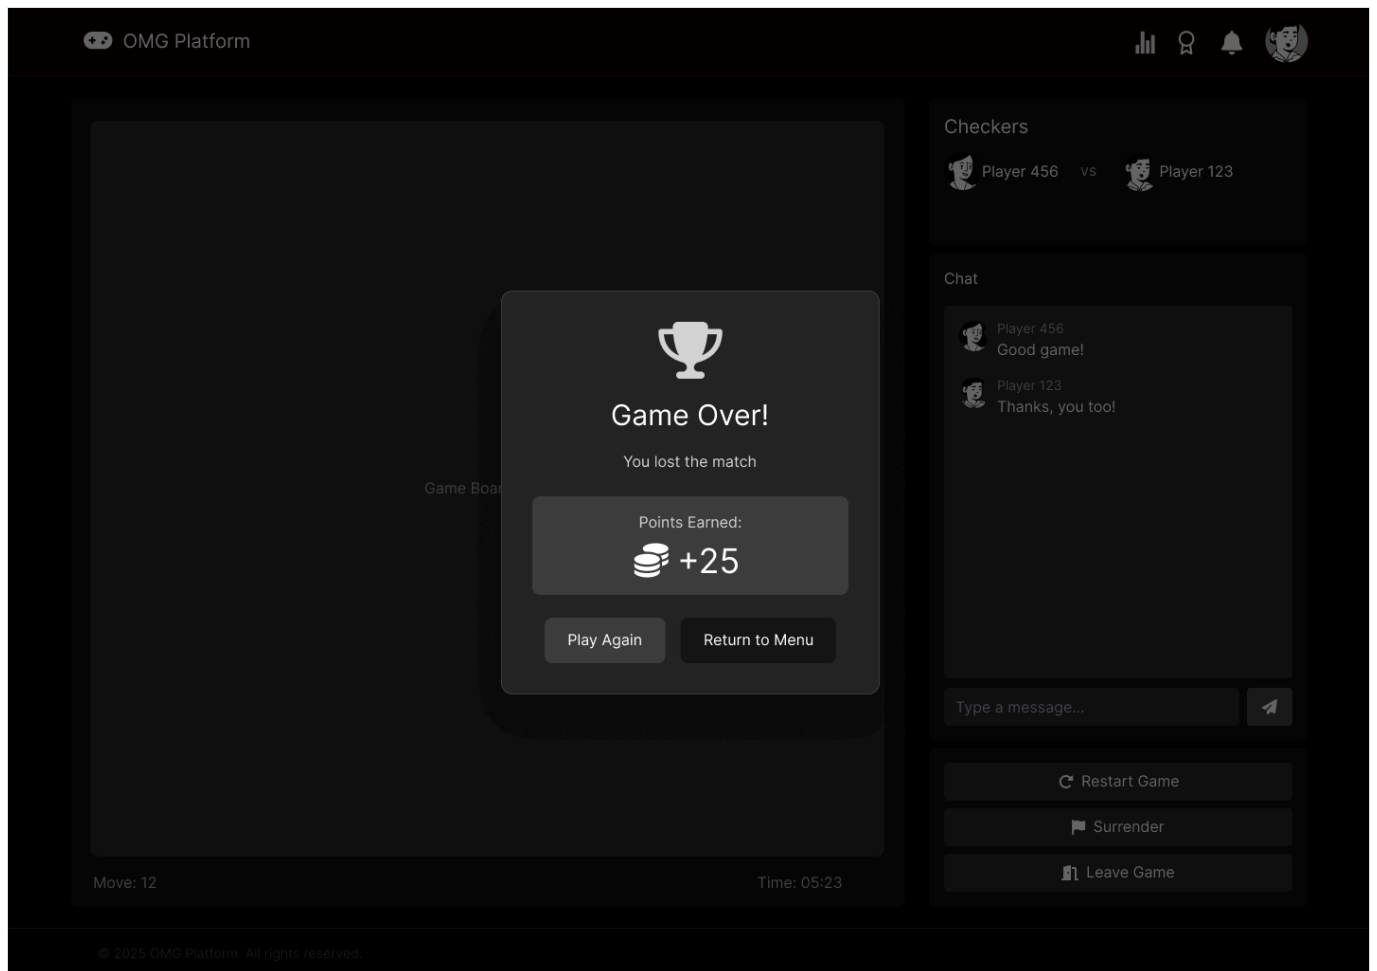 OMG Platform
Checkers
Player 456 vs Player 123
Chat
Player 456
Good game!
Player 123
Thanks, you too!
Type a message...
Restart Game
Surrender
Leave Game
Game Over!
You lost the match
Points Earned:
+25
Play Again
Return to Menu
Game Boar
Move: 12
Time: 05:23
© 2025 OMG Platform. All rights reserved.